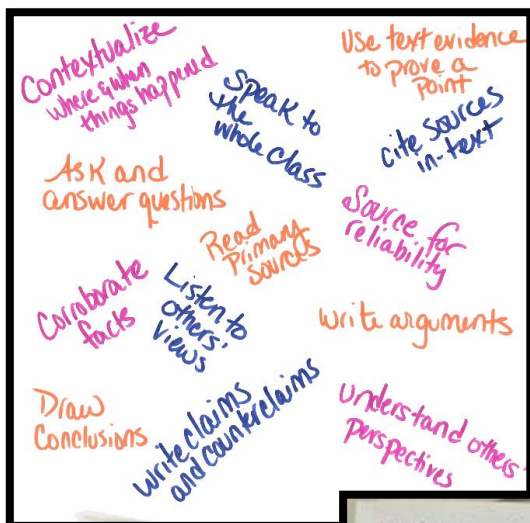 Contextualize
where & when
things happened
Use text evidence
to prove a
point
Speak to
the
whole class
cite sources
in-text
Ask and
answer questions
Source for
reliability
Read
Primary
Sources
Corroborate
facts
Listen to
others'
views
write arguments
Draw
Conclusions
write claims
and counterclaims
understand others'
perspectives